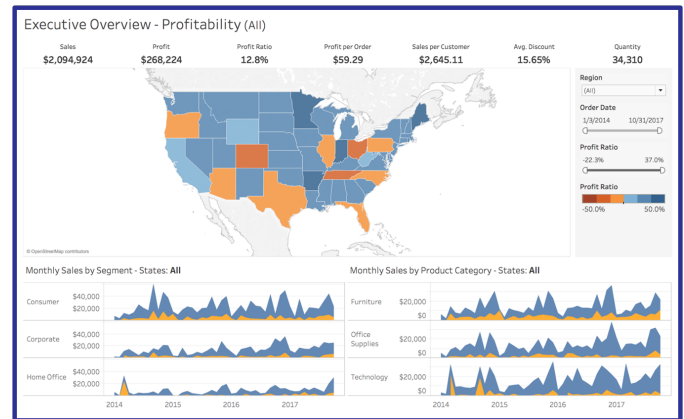 Executive Overview - Profitability (All)
Sales Profit Profit Ratio Profit per Order Sales per Customer Avg. Discount Quantity
$2,094,924 $268,224 12.8% $59.29 $2,645.11 15.65% 34,310
Region
(All)
Order Date
1/3/2014 10/31/2017
Profit Ratio
-22.3% 37.0%
Profit Ratio
-50.0% 50.0%
© OpenStreetMap contributors
Monthly Sales by Segment - States: All
Consumer
$40,000
$20,000
Corporate
$40,000
$20,000
Home Office
$40,000
$20,000
2014 2015 2016 2017
Monthly Sales by Product Category - States: All
Furniture
$20,000
$0
Office
Supplies
$20,000
$0
Technology
$20,000
$0
2014 2015 2016 2017